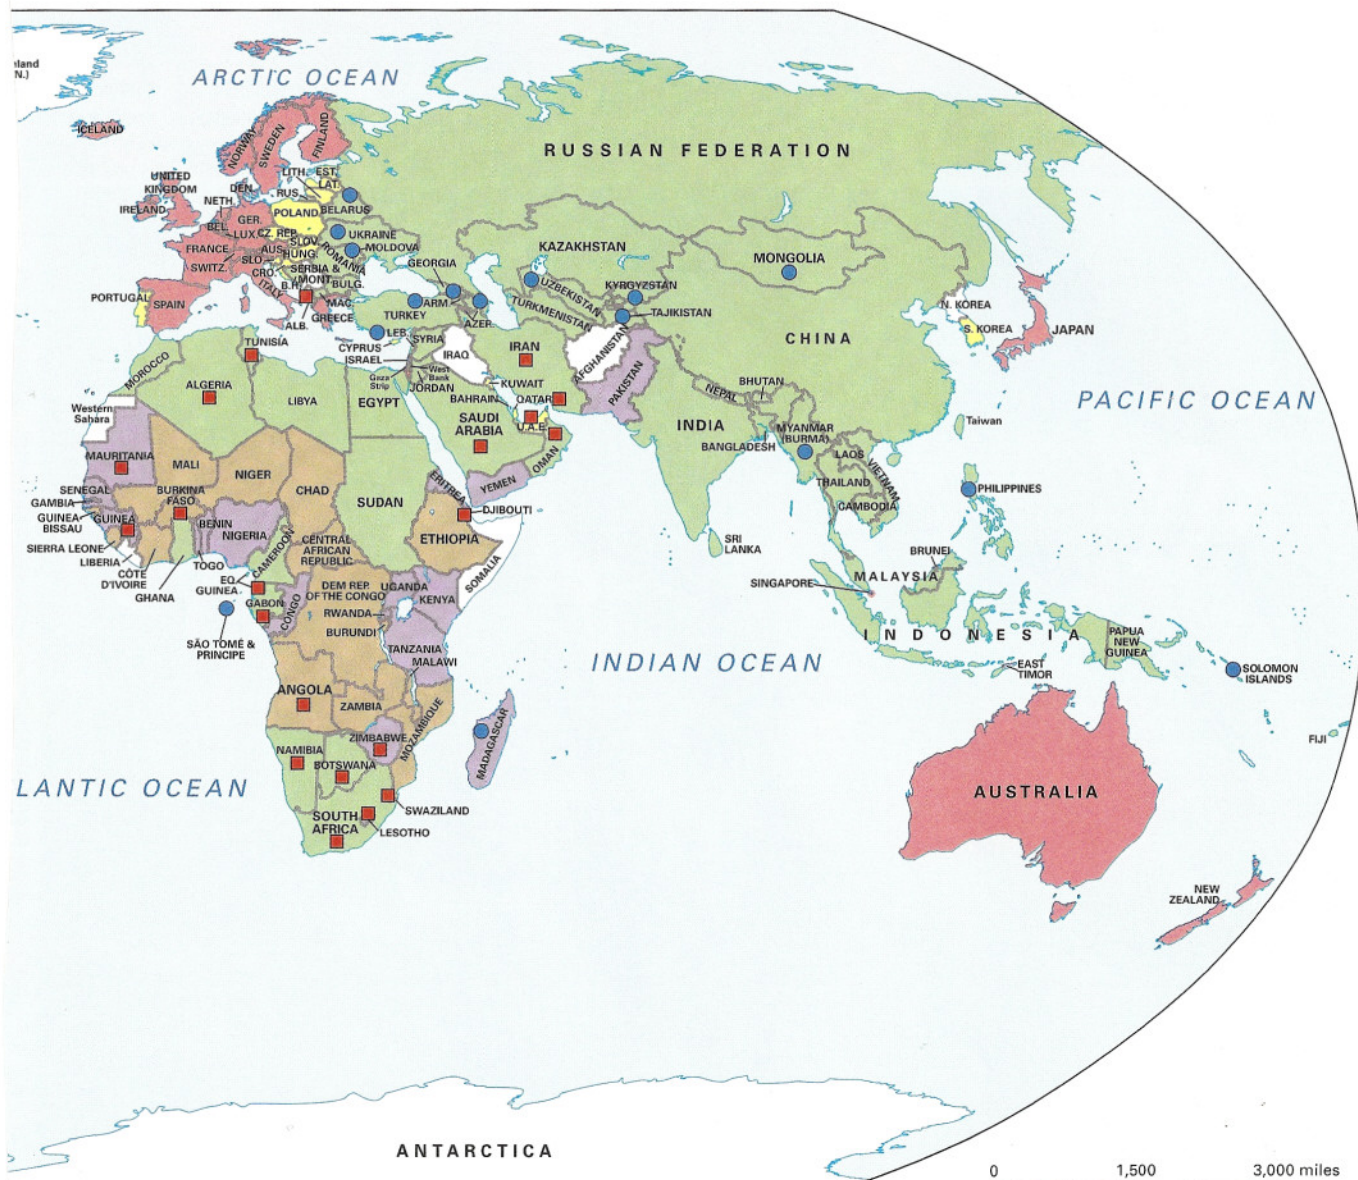 land
N.)
ARCTIC OCEAN
ICELAND
NORWAY
SWEDEN
FINLAND
RUSSIAN FEDERATION
UNITED
KINGDOM
IRELAND
DEN.
NETH.
BEL.
LUX.
GER.
LITH.
EST.
LAT.
RUS.
BELARUS
POLAND
CZ. REP.
SLOV.
UKRAINE
MOLDOVA
FRANCE
SWITZ.
AUS.
HUNG.
SLO.
CRO.
ROMANIA
B.H.
SERBIA &
MONT.
BULG.
ITALY
MAC.
ALB.
GREECE
PORTUGAL
SPAIN
GEORGIA
ARM.
AZER.
TURKEY
CYPRUS
LEB.
SYRIA
ISRAEL
Gaza
Strip
West
Bank
JORDAN
IRAQ
IRAN
KUWAIT
BAHRAIN
QATAR
U.A.E.
SAUDI
ARABIA
OMAN
YEMEN
KAZAKHSTAN
UZBEKISTAN
TURKMENISTAN
KYRGYZSTAN
TAJIKISTAN
AFGHANISTAN
PAKISTAN
MONGOLIA
CHINA
N. KOREA
S. KOREA
JAPAN
NEPAL
BHUTAN
INDIA
BANGLADESH
MYANMAR
(BURMA)
LAOS
VIETNAM
THAILAND
CAMBODIA
Taiwan
PHILIPPINES
SRI
LANKA
BRUNEI
MALAYSIA
SINGAPORE
INDONESIA
EAST
TIMOR
PAPUA
NEW
GUINEA
SOLOMON
ISLANDS
FIJI
PACIFIC OCEAN
MOROCCO
TUNISIA
ALGERIA
LIBYA
EGYPT
Western
Sahara
MAURITANIA
MALI
NIGER
CHAD
SUDAN
ERITREA
DJIBOUTI
ETHIOPIA
SOMALIA
SENEGAL
GAMBIA
GUINEA
BISSAU
GUINEA
SIERRA LEONE
LIBERIA
CÔTE
D'IVOIRE
GHANA
BURKINA
FASO
BENIN
TOGO
NIGERIA
CAMEROON
CENTRAL
AFRICAN
REPUBLIC
EQ.
GUINEA
GABON
CONGO
SÃO TOMÉ &
PRINCIPE
DEM REP.
OF THE CONGO
UGANDA
KENYA
RWANDA
BURUNDI
TANZANIA
MALAWI
ANGOLA
ZAMBIA
MOZAMBIQUE
ZIMBABWE
MADAGASCAR
NAMIBIA
BOTSWANA
SWAZILAND
SOUTH
AFRICA
LESOTHO
INDIAN OCEAN
LANTIC OCEAN
AUSTRALIA
NEW
ZEALAND
ANTARCTICA
0 1,500 3,000 miles